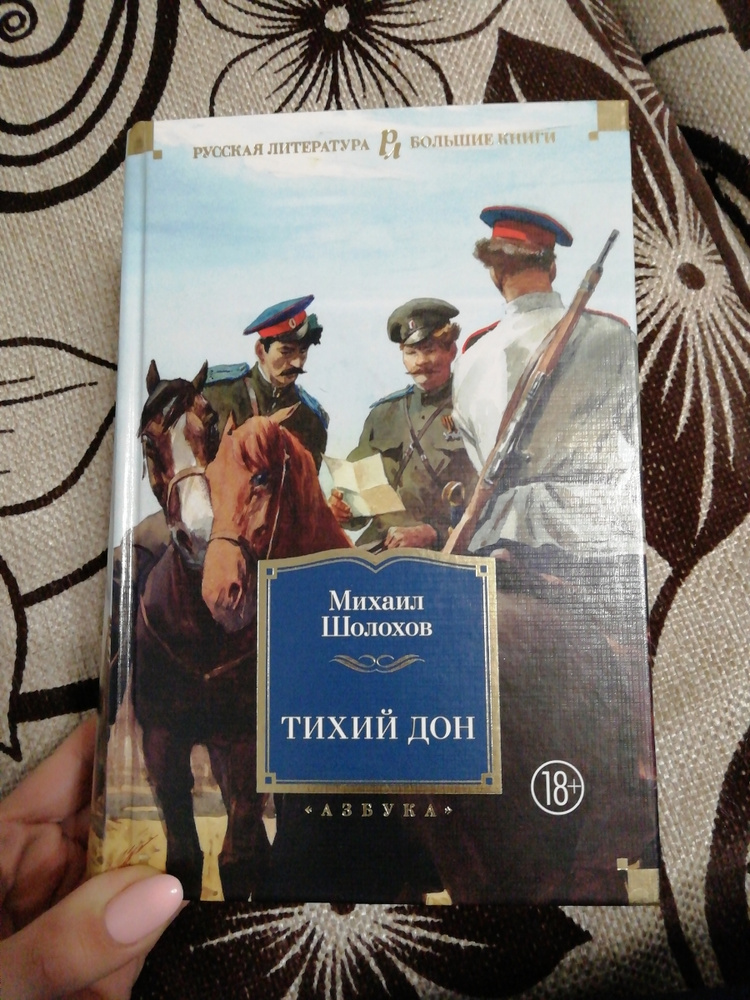 РУССКАЯ ЛИТЕРАТУРА РЛ БОЛЬШИЕ КНИГИ
Михаил
Шолохов
ТИХИЙ ДОН
«АЗБУКА»
18+